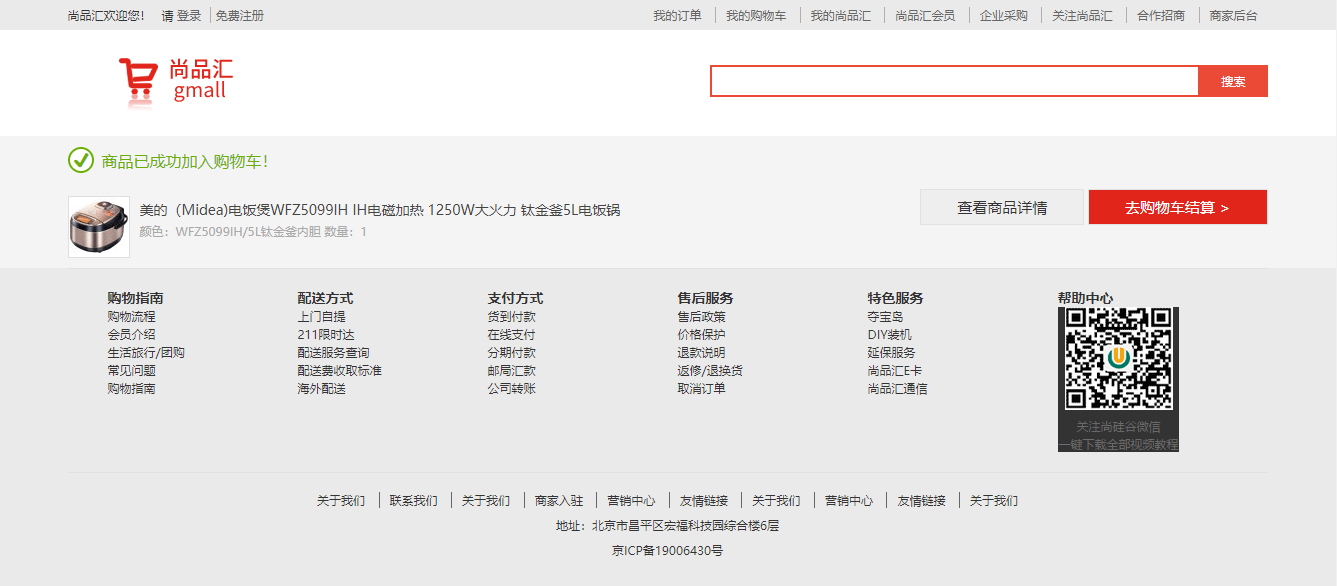 尚品汇欢迎您! 请 登录 免费注册 我的订单 我的购物车 我的尚品汇 尚品汇会员 企业采购 关注尚品汇 合作招商 商家后台
尚品汇
gmall
搜索
商品已成功加入购物车!
美的（Midea)电饭煲WFZ5099IH IH电磁加热 1250W大火力 钛金釜5L电饭锅
颜色：WFZ5099IH/5L钛金釜内胆 数量：1
查看商品详情 去购物车结算 >
购物指南 配送方式 支付方式 售后服务 特色服务 帮助中心
购物流程 上门自提 货到付款 售后政策 夺宝岛
会员介绍 211限时达 在线支付 价格保护 DIY装机
生活旅行/团购 配送服务查询 分期付款 退款说明 延保服务
常见问题 配送费收取标准 邮局汇款 返修/退换货 尚品汇E卡
购物指南 海外配送 公司转账 取消订单 尚品汇通信
关注尚硅谷微信
一键下载全部视频教程
关于我们 联系我们 关于我们 商家入驻 营销中心 友情链接 关于我们 营销中心 友情链接 关于我们
地址：北京市昌平区宏福科技园综合楼6层
京ICP备19006430号